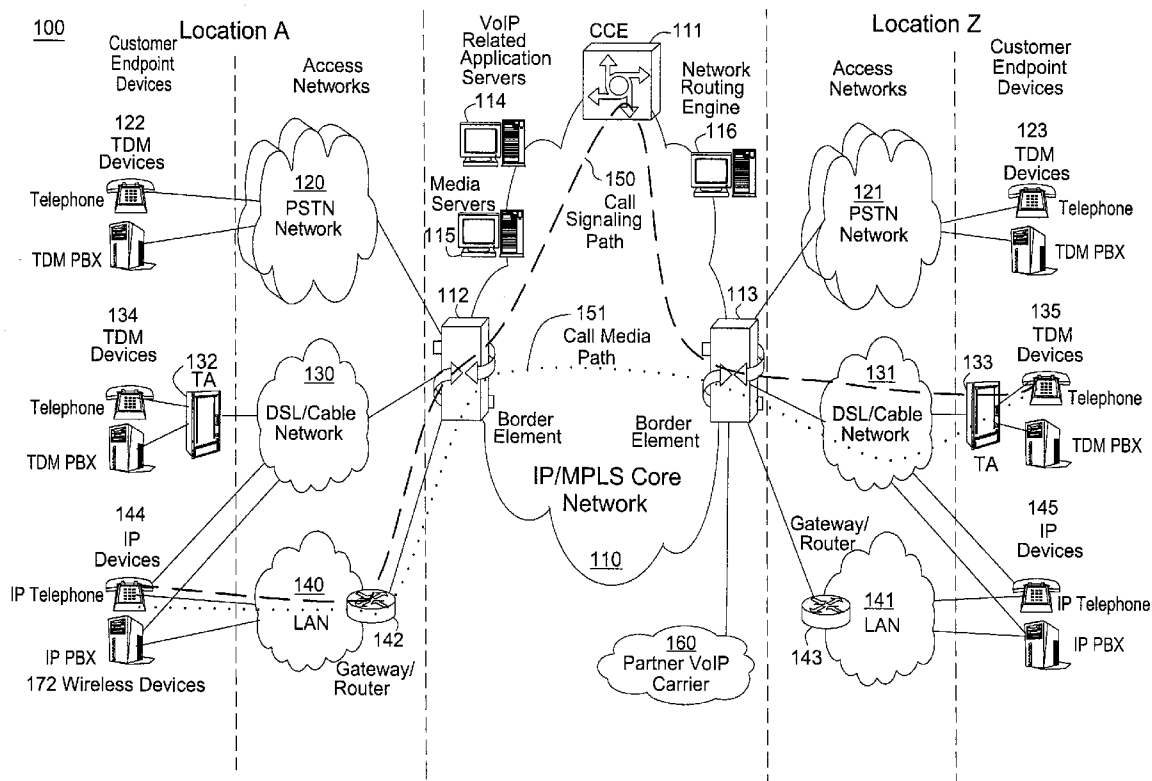 100
Location A
Customer
Endpoint
Devices
Access
Networks
VoIP
Related
Application
Servers
114
CCE
111
Network
Routing
Engine
116
Location Z
Access
Networks
Customer
Endpoint
Devices
122
TDM
Devices
Telephone
TDM PBX
120
PSTN
Network
Media
Servers
115
150
Call
Signaling
Path
121
PSTN
Network
123
TDM
Devices
Telephone
TDM PBX
134
TDM
Devices
132
TA
Telephone
TDM PBX
130
DSL/Cable
Network
112
Border
Element
151
Call Media
Path
113
Border
Element
131
DSL/Cable
Network
133
TA
135
TDM
Devices
Telephone
TDM PBX
IP/MPLS Core
Network
110
144
IP
Devices
IP Telephone
IP PBX
172 Wireless Devices
140
LAN
142
Gateway/
Router
160
Partner VoIP
Carrier
Gateway/
Router
143
141
LAN
145
IP
Devices
IP Telephone
IP PBX